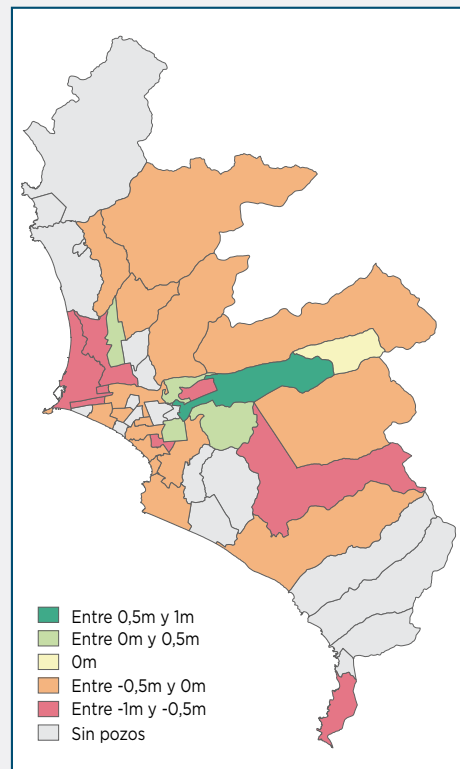 Entre 0,5m y 1m
Entre 0m y 0,5m
0m
Entre -0,5m y 0m
Entre -1m y -0,5m
Sin pozos